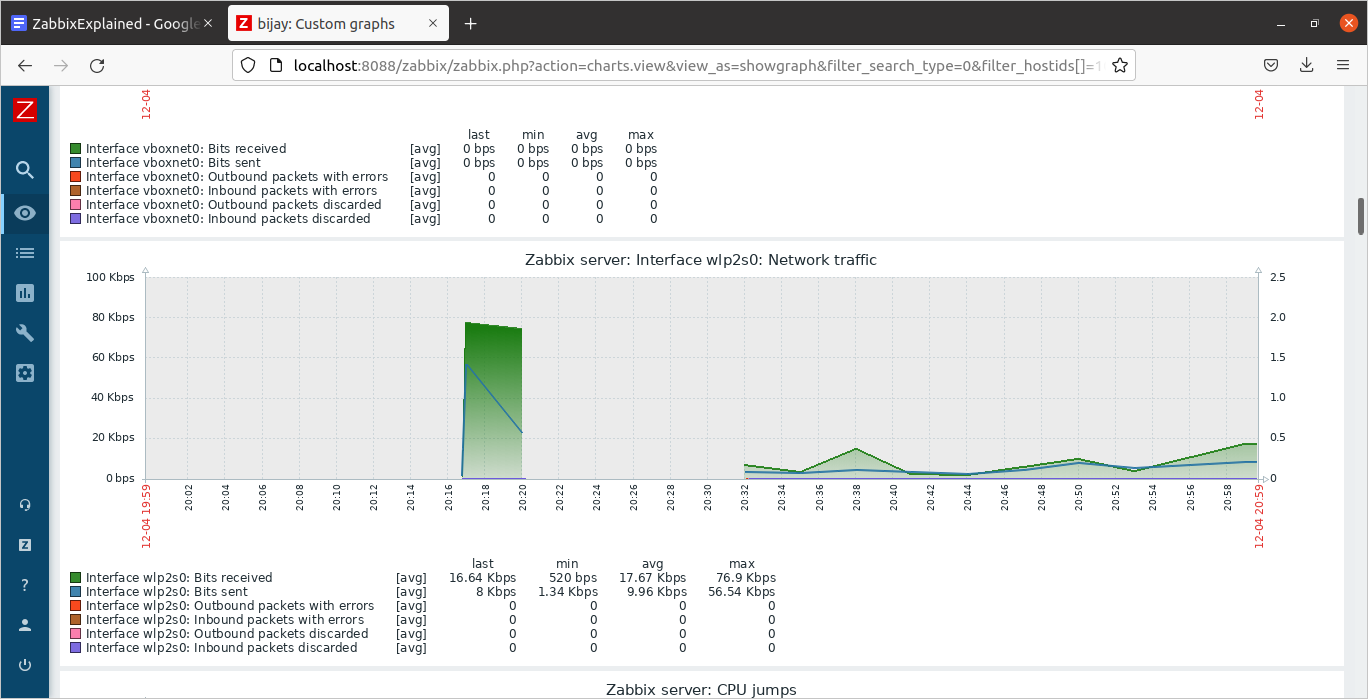 ZabbixExplained - Google
bijay: Custom graphs
localhost:8088/zabbix/zabbix.php?action=charts.view&view_as=showgraph&filter_search_type=0&filter_hostids[]=1
Z
12-04 12-04
last min avg max
Interface vboxnet0: Bits received [avg] 0 bps 0 bps 0 bps 0 bps
Interface vboxnet0: Bits sent [avg] 0 bps 0 bps 0 bps 0 bps
Interface vboxnet0: Outbound packets with errors [avg] 0 0 0 0
Interface vboxnet0: Inbound packets with errors [avg] 0 0 0 0
Interface vboxnet0: Outbound packets discarded [avg] 0 0 0 0
Interface vboxnet0: Inbound packets discarded [avg] 0 0 0 0
Zabbix server: Interface wlp2s0: Network traffic
100 Kbps 2.5
80 Kbps 2.0
60 Kbps 1.5
40 Kbps 1.0
20 Kbps 0.5
0 bps 0
12-04 19:59 20:02 20:04 20:06 20:08 20:10 20:12 20:14 20:16 20:18 20:20 20:22 20:24 20:26 20:28 20:30 20:32 20:34 20:36 20:38 20:40 20:42 20:44 20:46 20:48 20:50 20:52 20:54 20:56 20:58 12-04 20:59
last min avg max
Interface wlp2s0: Bits received [avg] 16.64 Kbps 520 bps 17.67 Kbps 76.9 Kbps
Interface wlp2s0: Bits sent [avg] 8 Kbps 1.34 Kbps 9.96 Kbps 56.54 Kbps
Interface wlp2s0: Outbound packets with errors [avg] 0 0 0 0
Interface wlp2s0: Inbound packets with errors [avg] 0 0 0 0
Interface wlp2s0: Outbound packets discarded [avg] 0 0 0 0
Interface wlp2s0: Inbound packets discarded [avg] 0 0 0 0
Zabbix server: CPU jumps